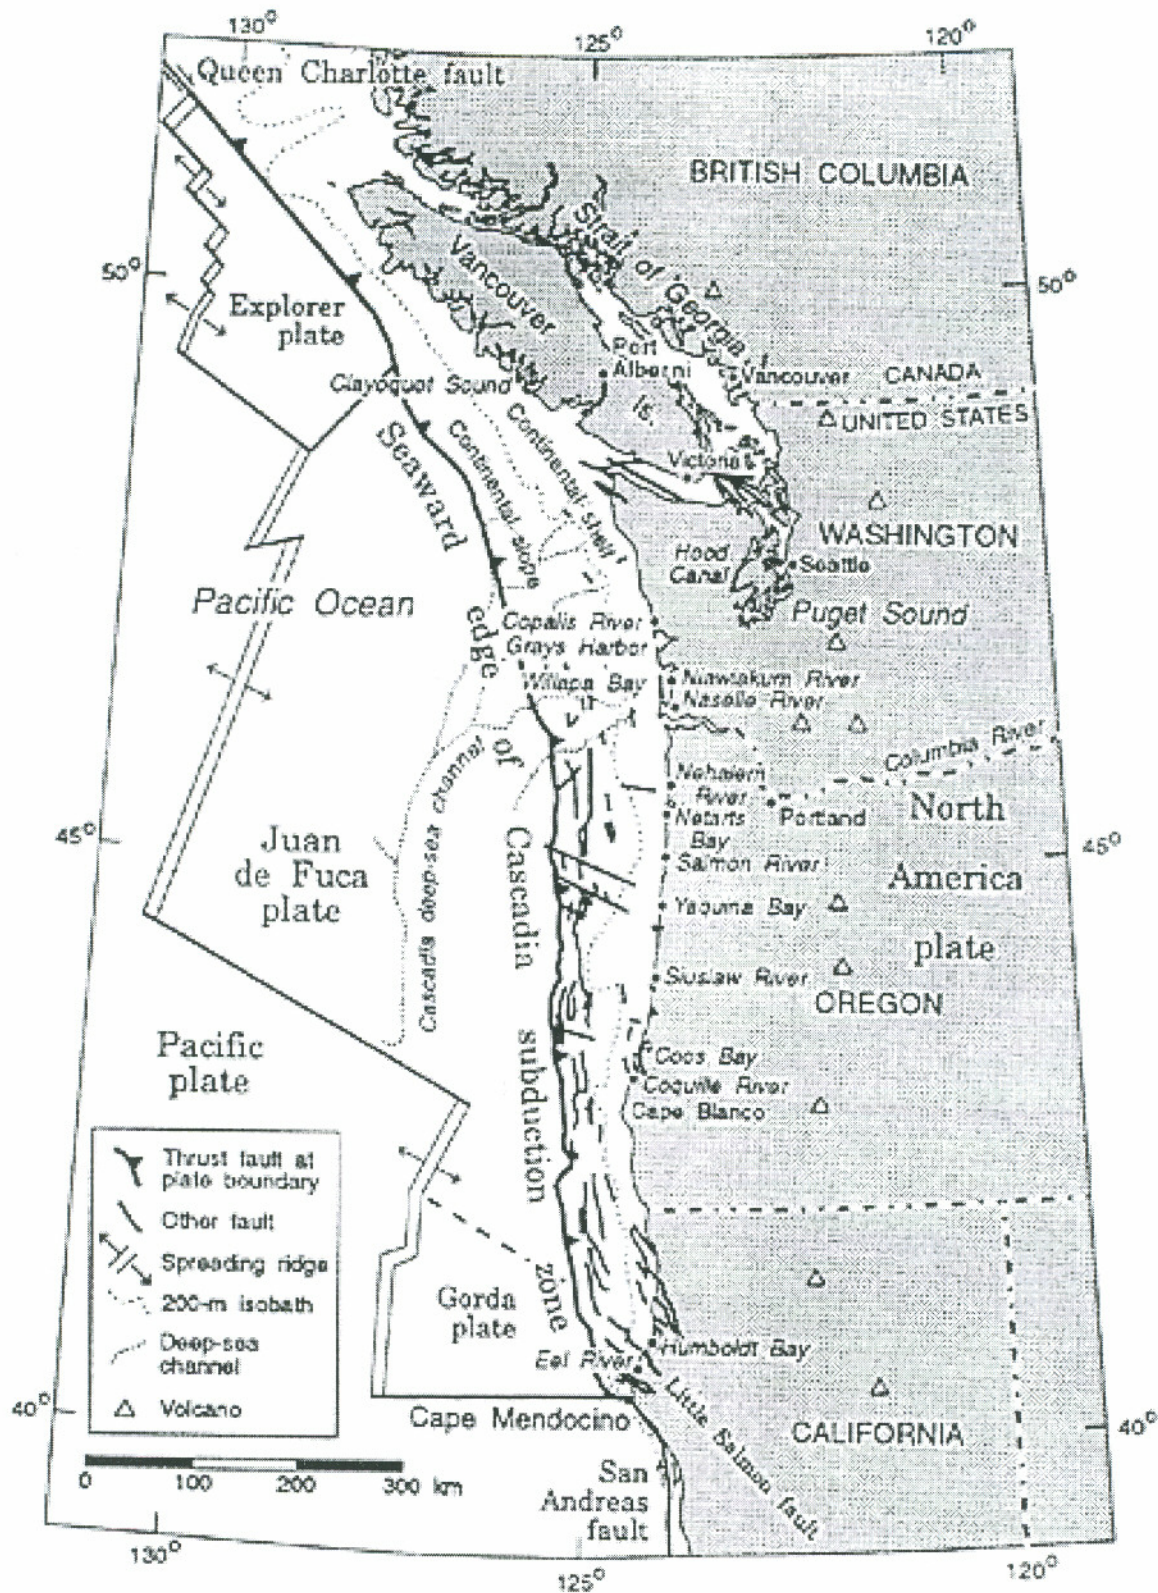 130° 125° 120°
Queen Charlotte fault
BRITISH COLUMBIA
Strait of Georgia
Vancouver
Is.
50° 50°
Explorer
plate
Port
Alberni
Vancouver
CANADA
UNITED STATES
Clayoquot Sound
Seaward edge of Cascadia subduction zone
Continental slope
Continental shelf
Victoria
WASHINGTON
Hood
Canal
Seattle
Puget Sound
Pacific Ocean
Copalis River
Grays Harbor
Willapa Bay
Niawiakum River
Naselle River
Columbia River
Cascadia deep-sea channel
Nehalem
River
Portland
Netarts
Bay
Salmon River
Yaquina Bay
Siuslaw River
North
America
plate
45° 45°
Juan
de Fuca
plate
OREGON
Coos Bay
Coquille River
Cape Blanco
Pacific
plate
Thrust fault at
plate boundary
Other fault
Spreading ridge
200-m isobath
Deep-sea
channel
Volcano
Gorda
plate
Eel River
Humboldt Bay
Little Salmon fault
40° 40°
Cape Mendocino
CALIFORNIA
San
Andreas
fault
0 100 200 300 km
130° 125° 120°